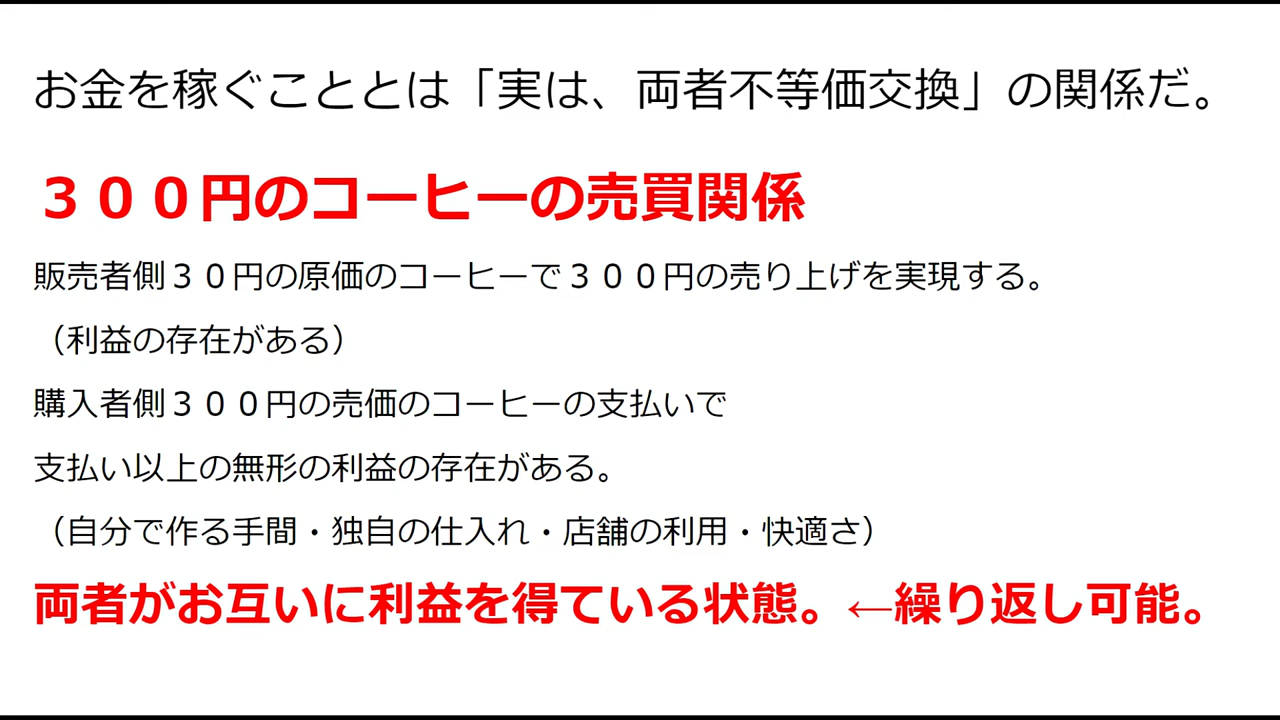 お金を稼ぐこととは「実は、両者不等価交換」の関係だ。
３００円のコーヒーの売買関係
販売者側３０円の原価のコーヒーで３００円の売り上げを実現する。
（利益の存在がある）
購入者側３００円の売価のコーヒーの支払いで
支払い以上の無形の利益の存在がある。
（自分で作る手間・独自の仕入れ・店舗の利用・快適さ）
両者がお互いに利益を得ている状態。←繰り返し可能。